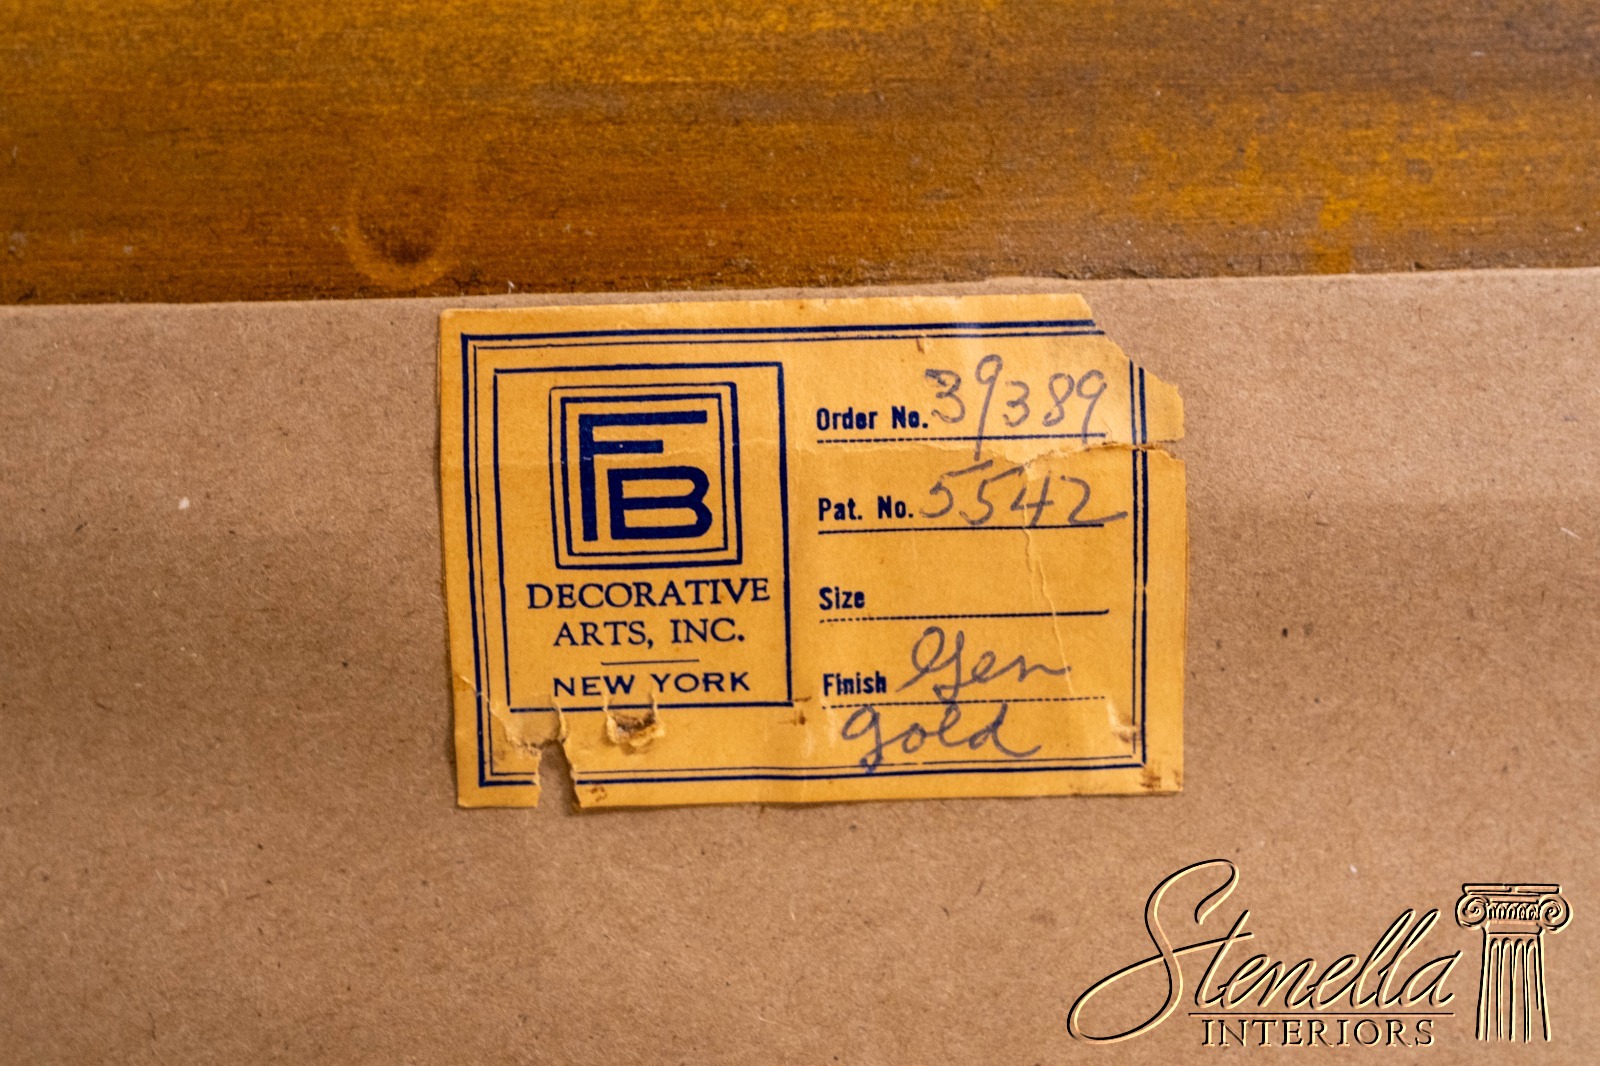 FB
DECORATIVE
ARTS, INC.
NEW YORK
Order No. 39389
Pat. No. 5542
Size
Finish Gen
gold
Stenella
INTERIORS